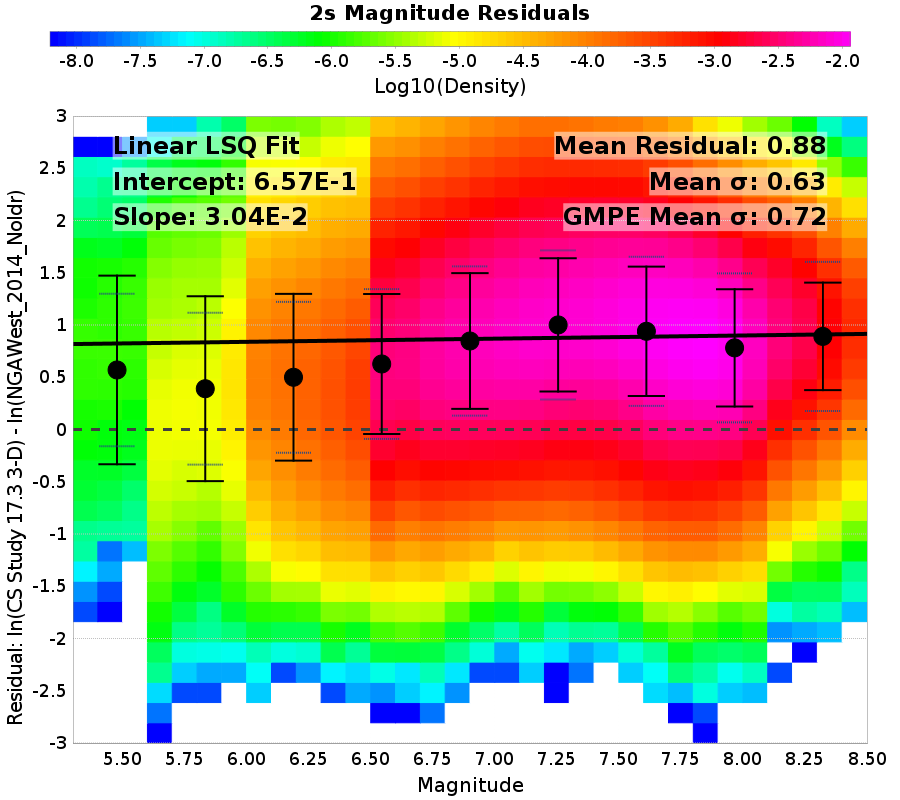 2s Magnitude Residuals
-8.0 -7.5 -7.0 -6.5 -6.0 -5.5 -5.0 -4.5 -4.0 -3.5 -3.0 -2.5 -2.0
Log10(Density)
Residual: ln(CS Study 17.3 3-D) - ln(NGAWest_2014_NoIdr)
3
2.5
2
1.5
1
0.5
0
-0.5
-1
-1.5
-2
-2.5
-3
Linear LSQ Fit
Intercept: 6.57E-1
Slope: 3.04E-2
Mean Residual: 0.88
Mean σ: 0.63
GMPE Mean σ: 0.72
5.50 5.75 6.00 6.25 6.50 6.75 7.00 7.25 7.50 7.75 8.00 8.25 8.50
Magnitude